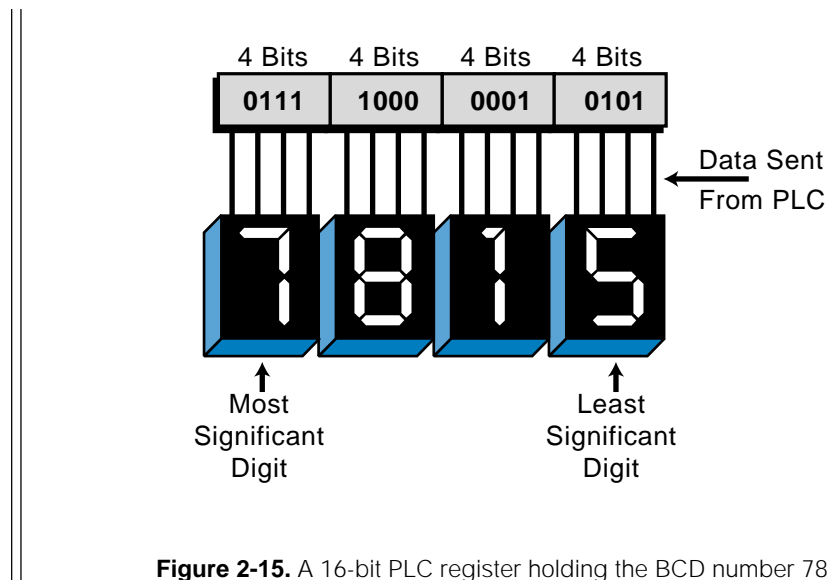 4 Bits 4 Bits 4 Bits 4 Bits
0111 1000 0001 0101
Data Sent
From PLC
7 8 1 5
Most
Significant
Digit
Least
Significant
Digit
Figure 2-15. A 16-bit PLC register holding the BCD number 78